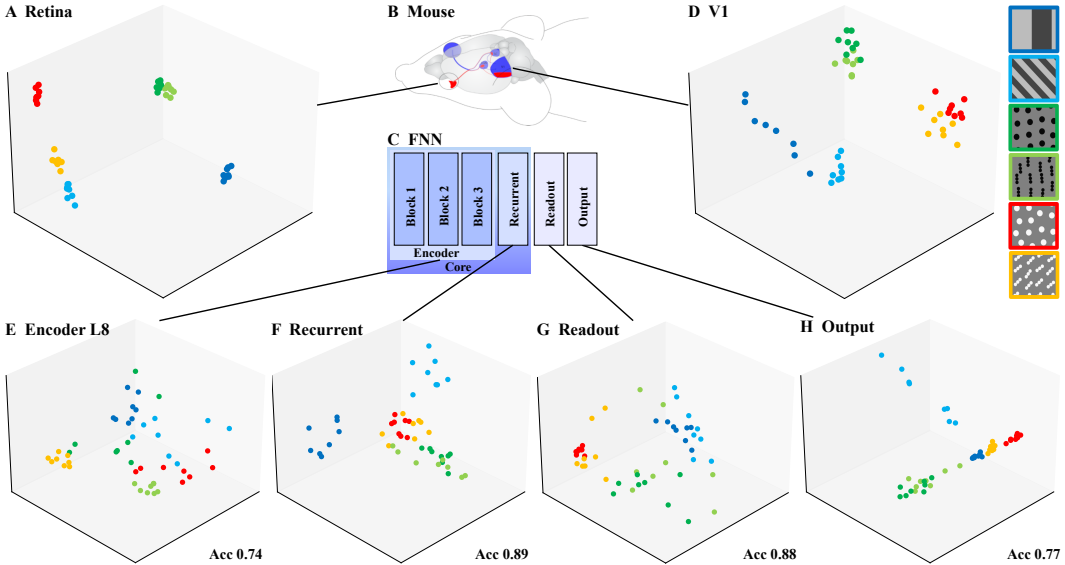 A Retina
B Mouse
D V1
C FNN
Block 1
Block 2
Block 3
Recurrent
Readout
Output
Encoder
Core
E Encoder L8
F Recurrent
G Readout
H Output
Acc 0.74
Acc 0.89
Acc 0.88
Acc 0.77